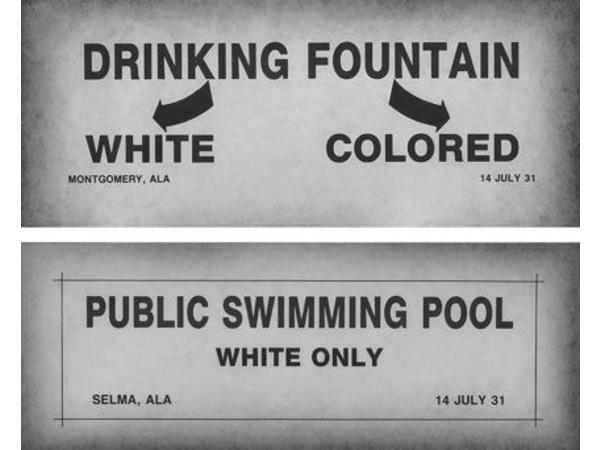 DRINKING FOUNTAIN
WHITE COLORED
MONTGOMERY, ALA 14 JULY 31
PUBLIC SWIMMING POOL
WHITE ONLY
SELMA, ALA 14 JULY 31